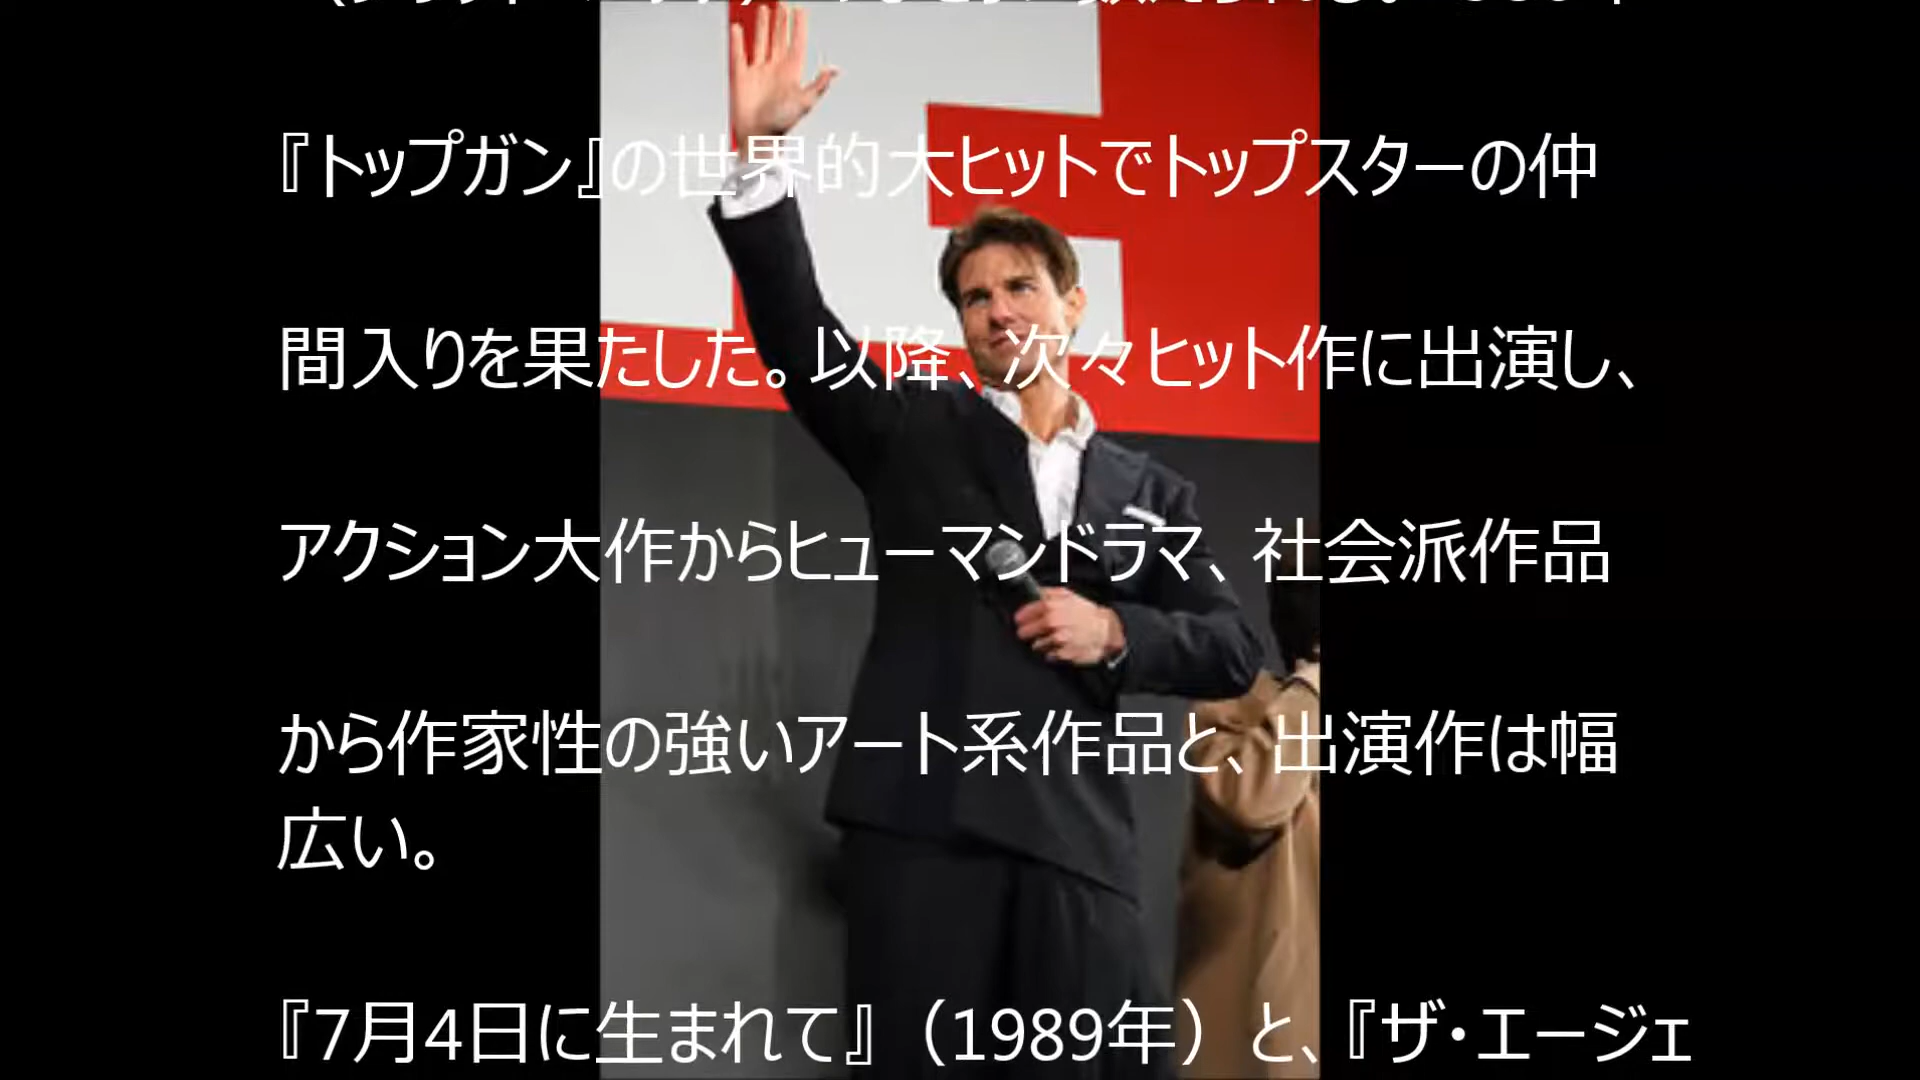 『トップガン』の世界的大ヒットでトップスターの仲
間入りを果たした。以降、次々ヒット作に出演し、
アクション大作からヒューマンドラマ、社会派作品
から作家性の強いアート系作品と、出演作は幅
広い。
『7月4日に生まれて』（1989年）と、『ザ・エージェ